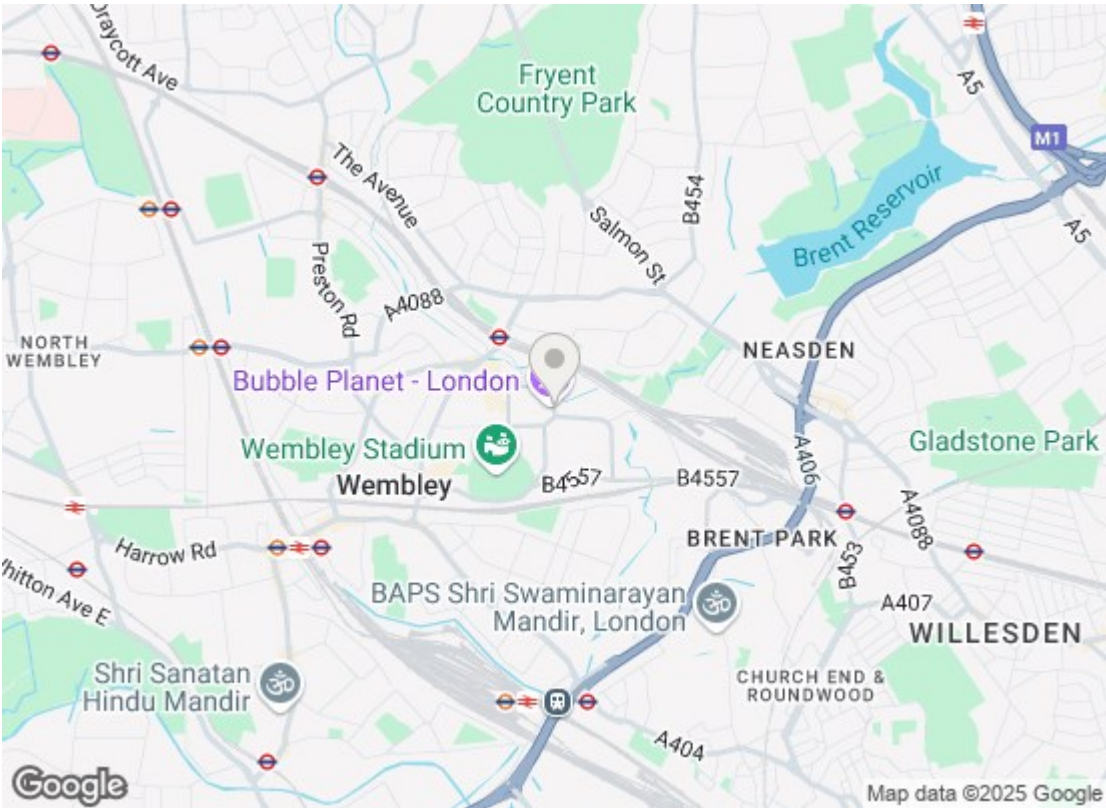 Draycott Ave
Fryent
Country Park
A5
M1
The Avenue
B454
Brent Reservoir
Salmon St
A5
Preston Rd
A4088
NORTH
WEMBLEY
NEASDEN
Bubble Planet - London
Wembley Stadium
Gladstone Park
Wembley
B4557
B4557
A406
A4088
Harrow Rd
BRENT PARK
B453
Whitton Ave E
BAPS Shri Swaminarayan
Mandir, London
A407
WILLESDEN
Shri Sanatan
Hindu Mandir
CHURCH END &
ROUNDWOOD
A404
Google
Map data ©2025 Google